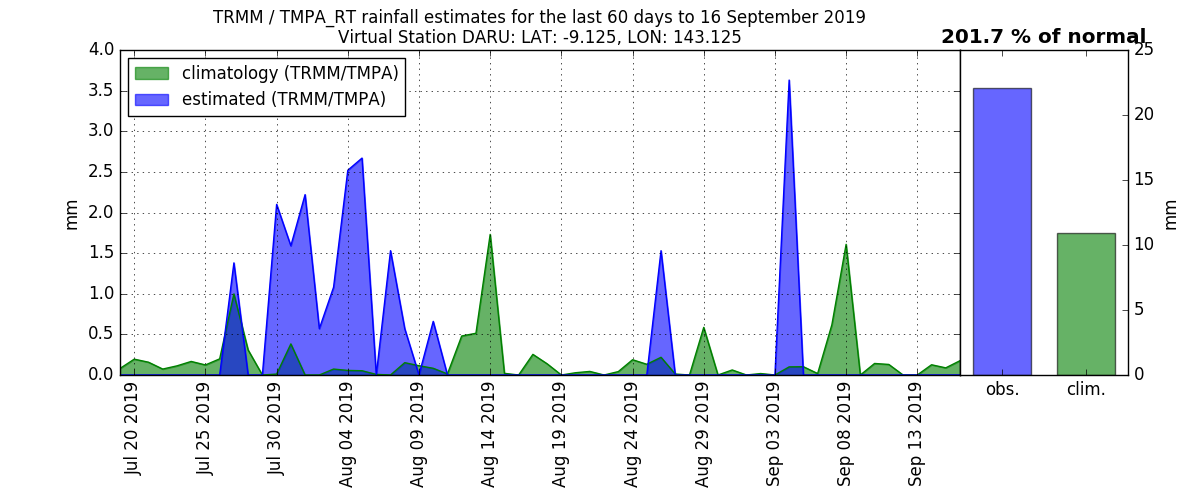 TRMM / TMPA_RT rainfall estimates for the last 60 days to 16 September 2019
Virtual Station DARU: LAT: -9.125, LON: 143.125
201.7 % of normal
climatology (TRMM/TMPA)
estimated (TRMM/TMPA)
4.0
3.5
3.0
2.5
2.0
1.5
1.0
0.5
0.0
mm
Jul 20 2019
Jul 25 2019
Jul 30 2019
Aug 04 2019
Aug 09 2019
Aug 14 2019
Aug 19 2019
Aug 24 2019
Aug 29 2019
Sep 03 2019
Sep 08 2019
Sep 13 2019
25
20
15
10
5
0
mm
obs.
clim.